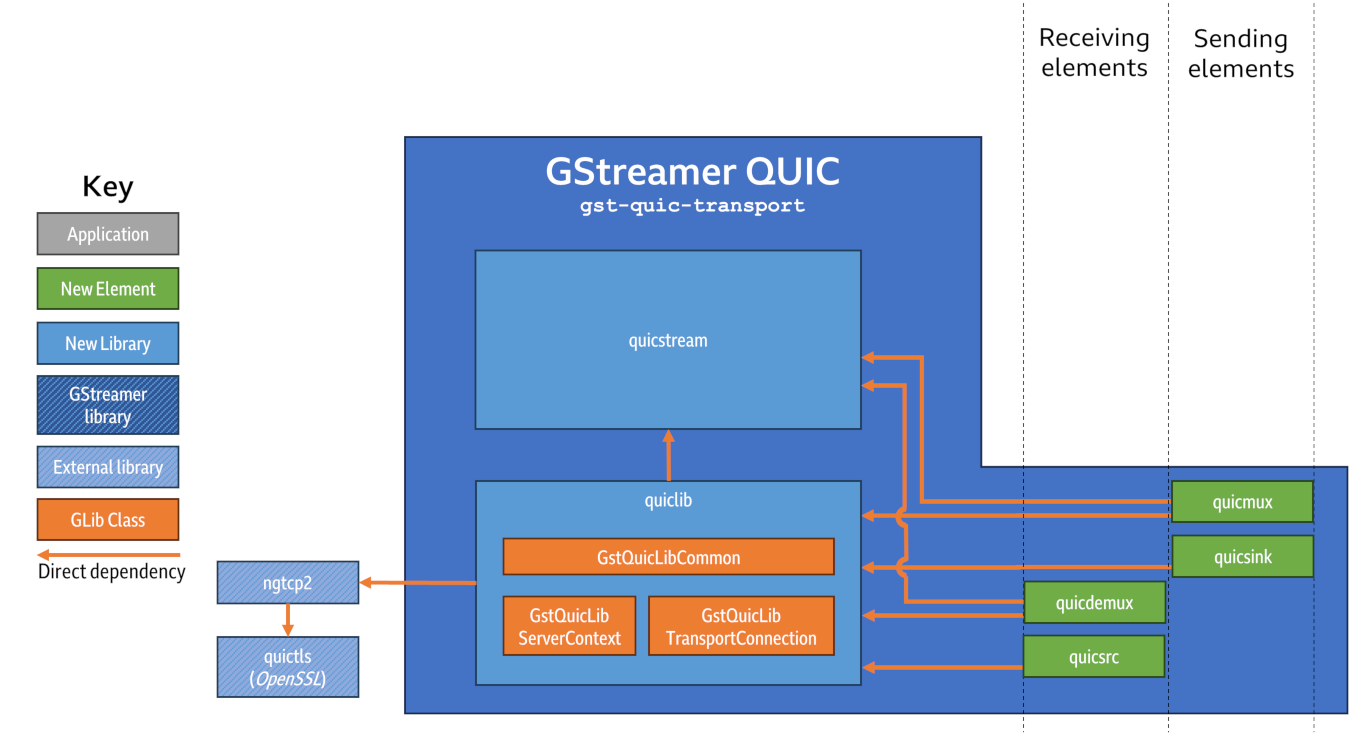 Receiving
elements
Sending
elements
GStreamer QUIC
gst-quic-transport
Key
Application
New Element
New Library
GStreamer
library
External library
GLib Class
Direct dependency
quicstream
quiclib
GstQuicLibCommon
GstQuicLib
ServerContext
GstQuicLib
TransportConnection
ngtcp2
quictls
(OpenSSL)
quicmux
quicsink
quicdemux
quicsrc